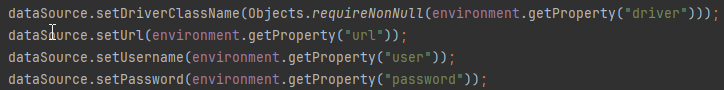 dataSource.setDriverClassName(Objects.requireNonNull(environment.getProperty("driver")));
dataSource.setUrl(environment.getProperty("url"));
dataSource.setUsername(environment.getProperty("user"));
dataSource.setPassword(environment.getProperty("password"));